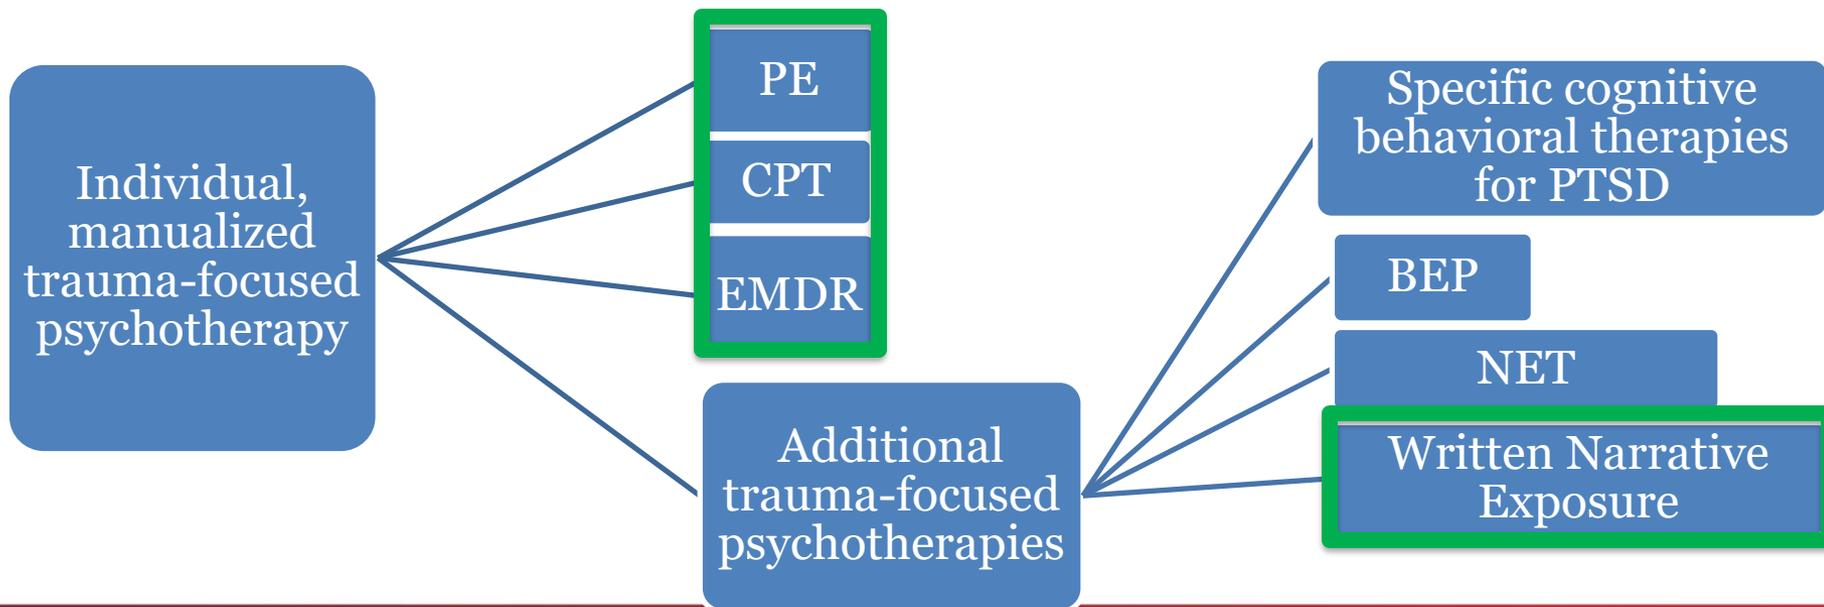 Individual,
manualized
trauma-focused
psychotherapy
PE
CPT
EMDR
Additional
trauma-focused
psychotherapies
Specific cognitive
behavioral therapies
for PTSD
BEP
NET
Written Narrative
Exposure